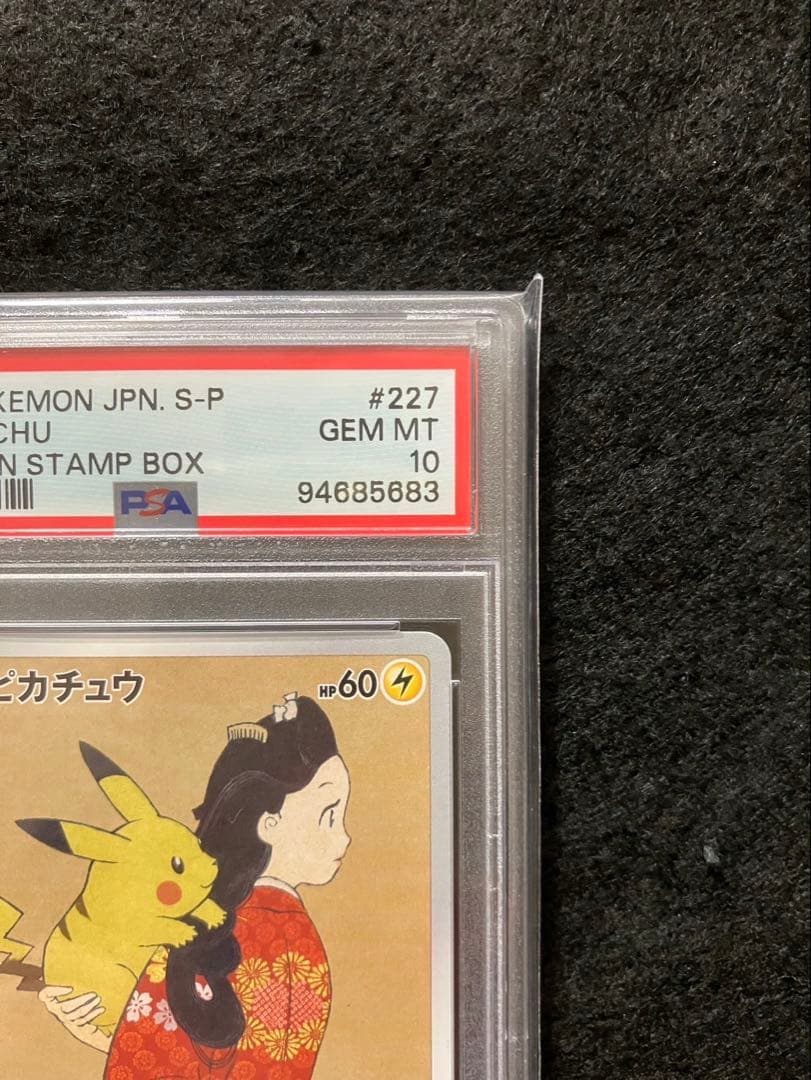 KEMON JPN. S-P #227
CHU GEM MT
N STAMP BOX 10
PSA 94685683
ピカチュウ HP60